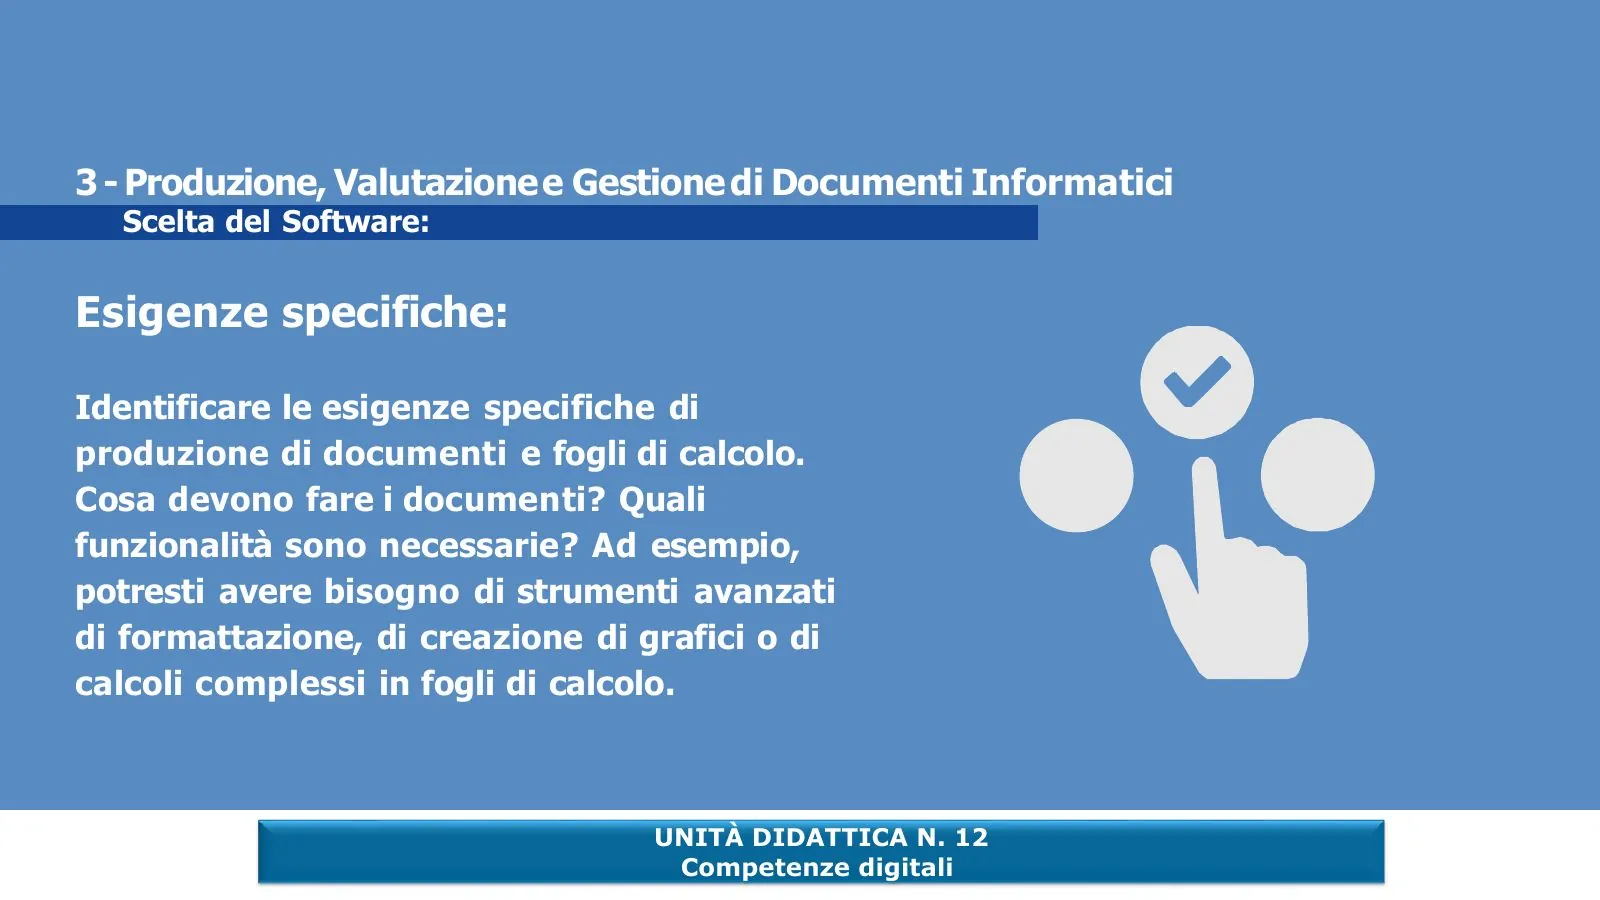 3 - Produzione, Valutazione e Gestione di Documenti Informatici
Scelta del Software:
Esigenze specifiche:
Identificare le esigenze specifiche di
produzione di documenti e fogli di calcolo.
Cosa devono fare i documenti? Quali
funzionalità sono necessarie? Ad esempio,
potresti avere bisogno di strumenti avanzati
di formattazione, di creazione di grafici o di
calcoli complessi in fogli di calcolo.
UNITÀ DIDATTICA N. 12
Competenze digitali